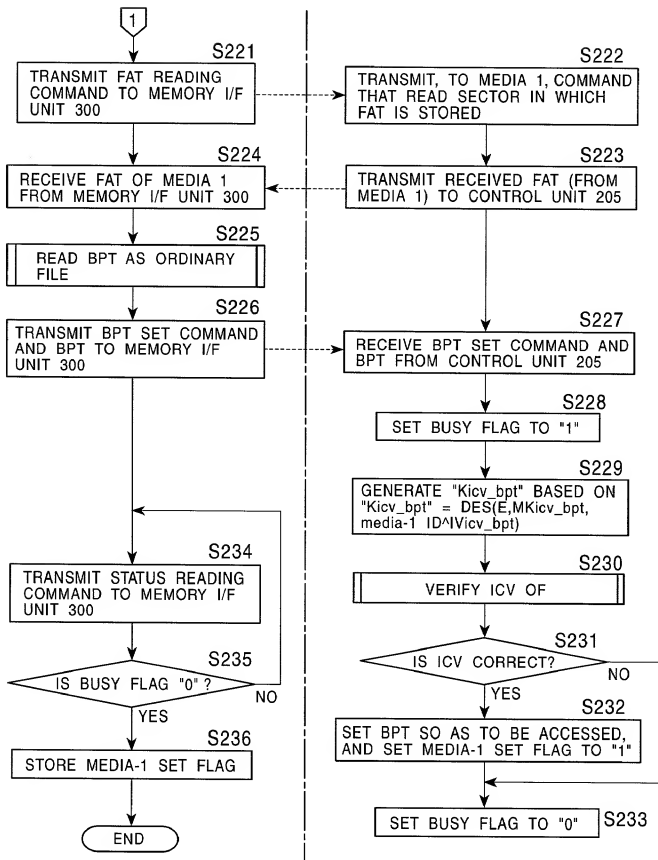 1
S221
TRANSMIT FAT READING
COMMAND TO MEMORY I/F
UNIT 300
S222
TRANSMIT, TO MEDIA 1, COMMAND
THAT READ SECTOR IN WHICH
FAT IS STORED
S224
RECEIVE FAT OF MEDIA 1
FROM MEMORY I/F UNIT 300
S223
TRANSMIT RECEIVED FAT (FROM
MEDIA 1) TO CONTROL UNIT 205
S225
READ BPT AS ORDINARY
FILE
S226
TRANSMIT BPT SET COMMAND
AND BPT TO MEMORY I/F
UNIT 300
S227
RECEIVE BPT SET COMMAND AND
BPT FROM CONTROL UNIT 205
S228
SET BUSY FLAG TO "1"
S229
GENERATE "Kicv_bpt" BASED ON
"Kicv_bpt" = DES(E,MKicv_bpt,
media-1 ID^IVicv_bpt)
S230
VERIFY ICV OF
S234
TRANSMIT STATUS READING
COMMAND TO MEMORY I/F
UNIT 300
S231
IS ICV CORRECT?
NO
YES
S235
IS BUSY FLAG "0" ?
NO
YES
S232
SET BPT SO AS TO BE ACCESSED,
AND SET MEDIA-1 SET FLAG TO "1"
S236
STORE MEDIA-1 SET FLAG
SET BUSY FLAG TO "0"
S233
END